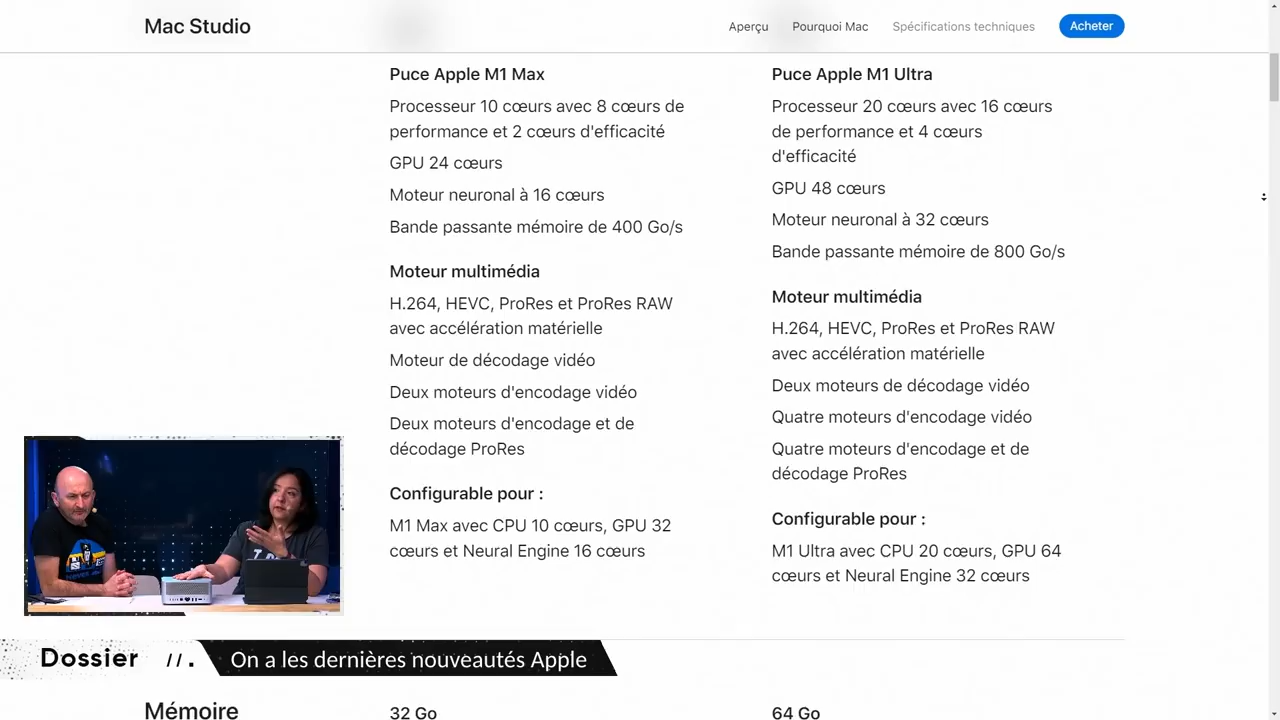 Mac Studio
Aperçu
Pourquoi Mac
Spécifications techniques
Acheter
Puce Apple M1 Max
Processeur 10 cœurs avec 8 cœurs de
performance et 2 cœurs d'efficacité
GPU 24 cœurs
Moteur neuronal à 16 cœurs
Bande passante mémoire de 400 Go/s
Moteur multimédia
H.264, HEVC, ProRes et ProRes RAW
avec accélération matérielle
Moteur de décodage vidéo
Deux moteurs d'encodage vidéo
Deux moteurs d'encodage et de
décodage ProRes
Configurable pour :
M1 Max avec CPU 10 cœurs, GPU 32
cœurs et Neural Engine 16 cœurs
Puce Apple M1 Ultra
Processeur 20 cœurs avec 16 cœurs
de performance et 4 cœurs
d'efficacité
GPU 48 cœurs
Moteur neuronal à 32 cœurs
Bande passante mémoire de 800 Go/s
Moteur multimédia
H.264, HEVC, ProRes et ProRes RAW
avec accélération matérielle
Deux moteurs de décodage vidéo
Quatre moteurs d'encodage vidéo
Quatre moteurs d'encodage et de
décodage ProRes
Configurable pour :
M1 Ultra avec CPU 20 cœurs, GPU 64
cœurs et Neural Engine 32 cœurs
Dossier //.
On a les dernières nouveautés Apple
Mémoire
32 Go
64 Go